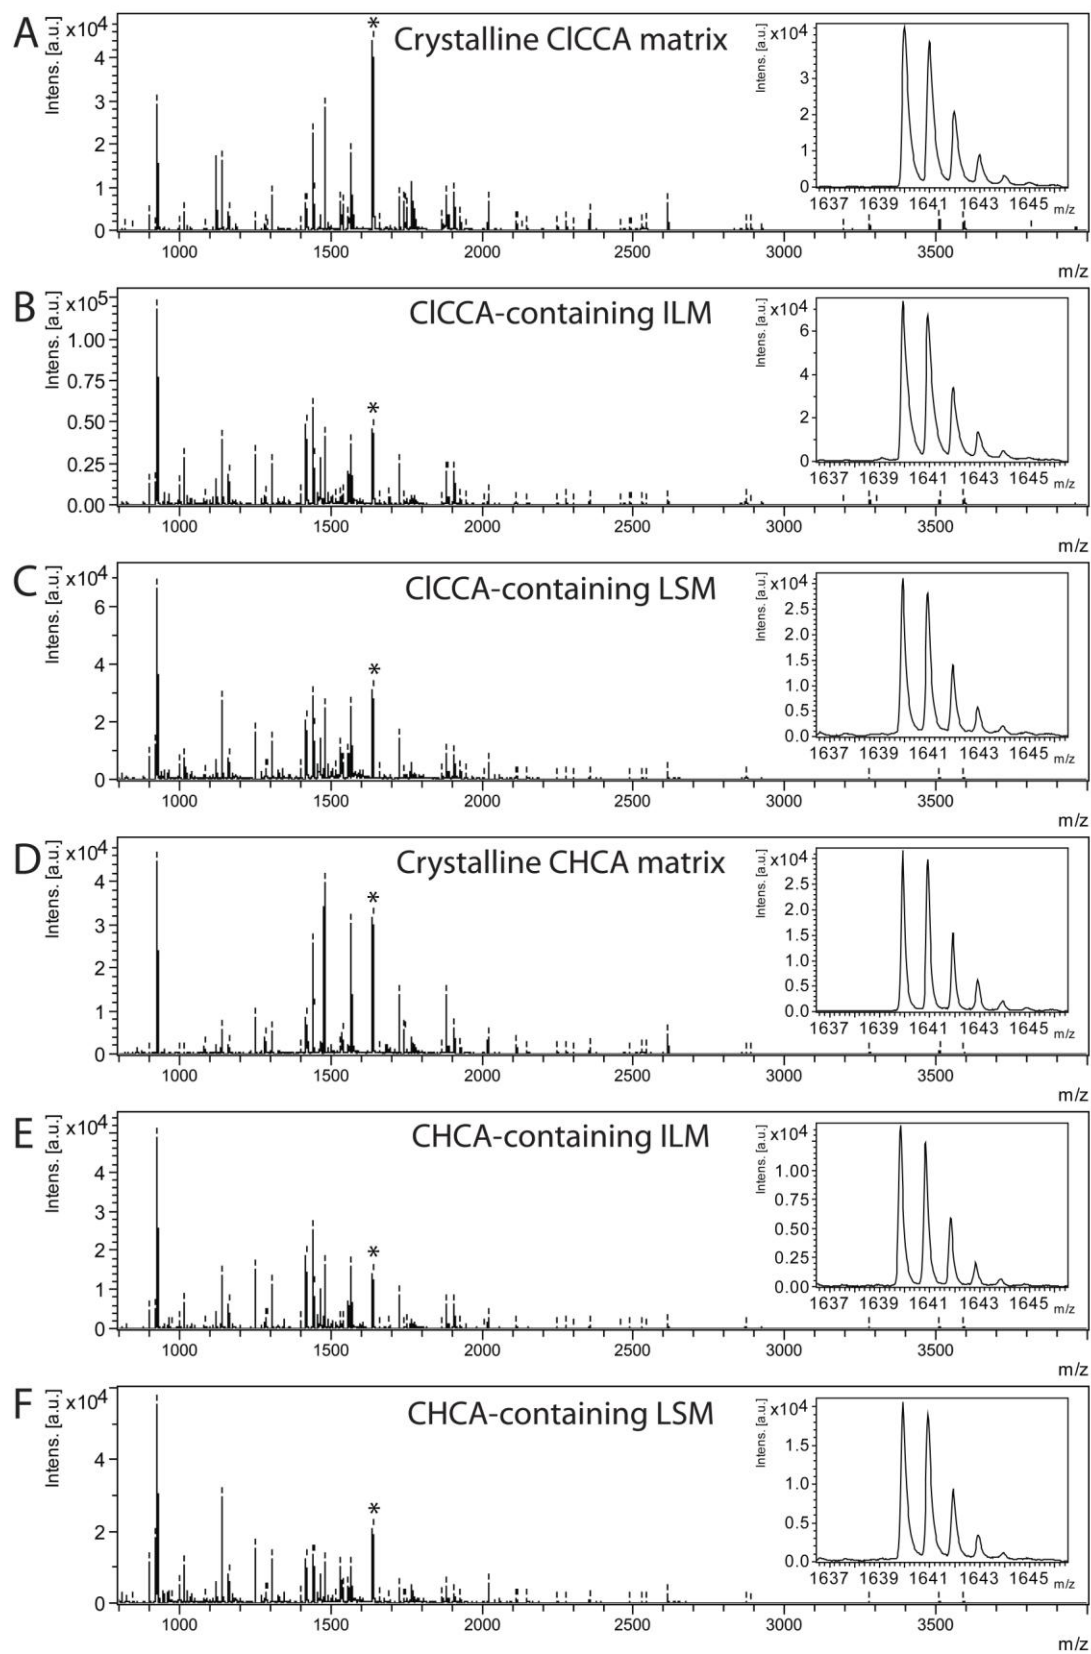 A
Intens. [a.u.]
x10⁴
4
3
2
1
0
*
Crystalline ClCCA matrix
Intens. [a.u.]
x10⁴
3
2
1
0
1637 1639 1641 1643 1645 m/z
1000 1500 2000 2500 3000 3500
m/z
B
Intens. [a.u.]
x10⁵
1.00
0.75
0.50
0.25
0.00
*
ClCCA-containing ILM
Intens. [a.u.]
x10⁴
6
4
2
0
1637 1639 1641 1643 1645 m/z
1000 1500 2000 2500 3000 3500
m/z
C
Intens. [a.u.]
x10⁴
6
4
2
0
*
ClCCA-containing LSM
Intens. [a.u.]
x10⁴
2.5
2.0
1.5
1.0
0.5
0.0
1637 1639 1641 1643 1645 m/z
1000 1500 2000 2500 3000 3500
m/z
D
Intens. [a.u.]
x10⁴
4
3
2
1
0
*
Crystalline CHCA matrix
Intens. [a.u.]
x10⁴
2.5
2.0
1.5
1.0
0.5
0.0
1637 1639 1641 1643 1645 m/z
1000 1500 2000 2500 3000 3500
m/z
E
Intens. [a.u.]
x10⁴
4
3
2
1
0
*
CHCA-containing ILM
Intens. [a.u.]
x10⁴
1.00
0.75
0.50
0.25
0.00
1637 1639 1641 1643 1645 m/z
1000 1500 2000 2500 3000 3500
m/z
F
Intens. [a.u.]
x10⁴
4
2
0
*
CHCA-containing LSM
Intens. [a.u.]
x10⁴
1.5
1.0
0.5
0.0
1637 1639 1641 1643 1645 m/z
1000 1500 2000 2500 3000 3500
m/z